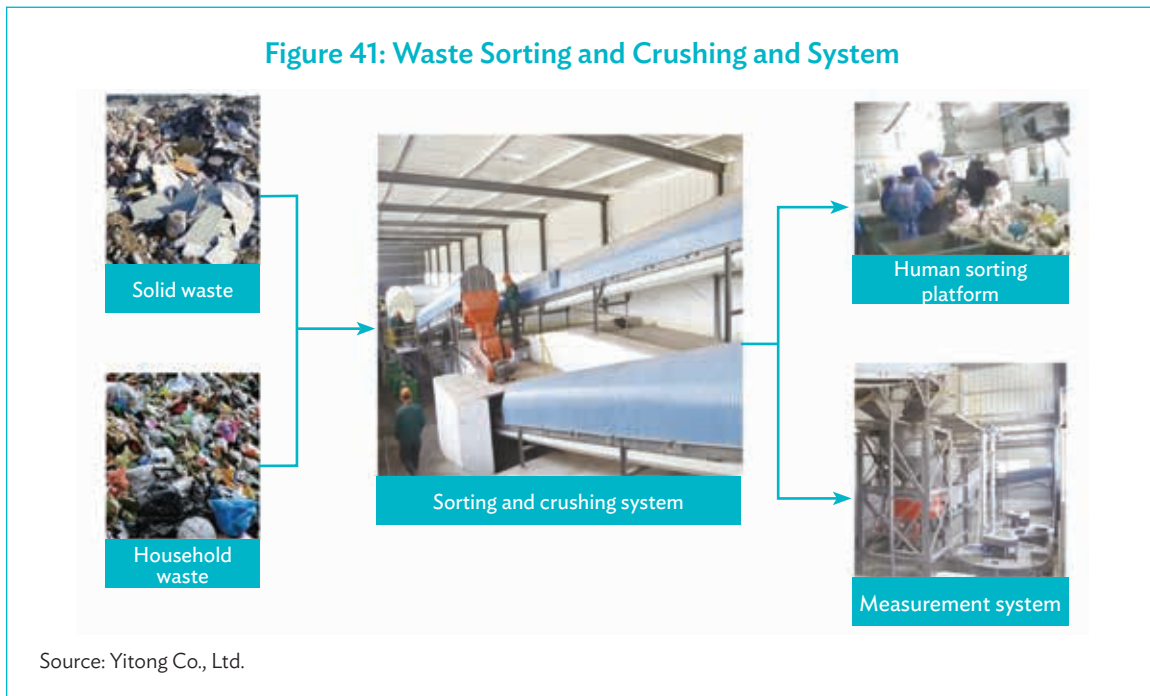 Figure 41: Waste Sorting and Crushing and System
Solid waste
Household
waste
Sorting and crushing system
Human sorting
platform
Measurement system
Source: Yitong Co., Ltd.